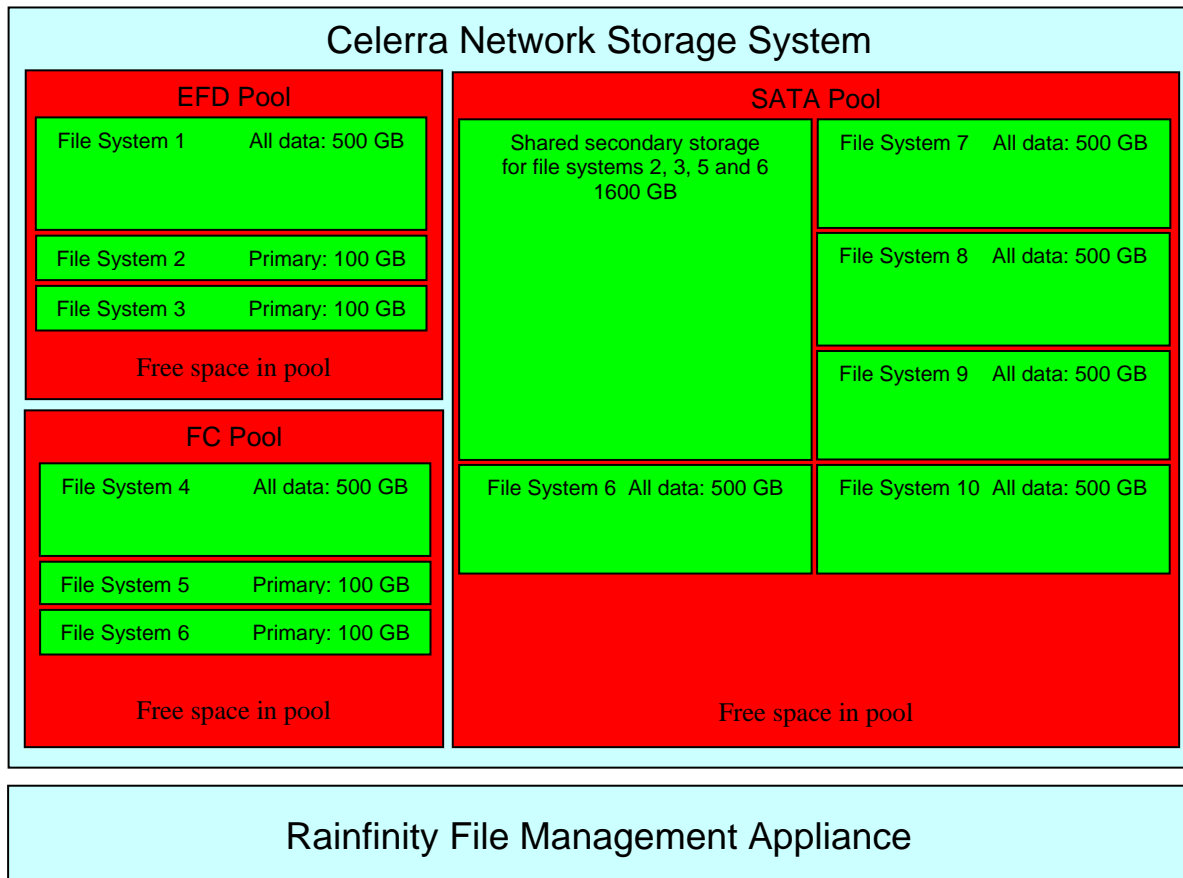 Celerra Network Storage System
EFD Pool
File System 1 All data: 500 GB
File System 2 Primary: 100 GB
File System 3 Primary: 100 GB
Free space in pool
FC Pool
File System 4 All data: 500 GB
File System 5 Primary: 100 GB
File System 6 Primary: 100 GB
Free space in pool
SATA Pool
Shared secondary storage
for file systems 2, 3, 5 and 6
1600 GB
File System 7 All data: 500 GB
File System 8 All data: 500 GB
File System 9 All data: 500 GB
File System 6 All data: 500 GB
File System 10 All data: 500 GB
Free space in pool
Rainfinity File Management Appliance